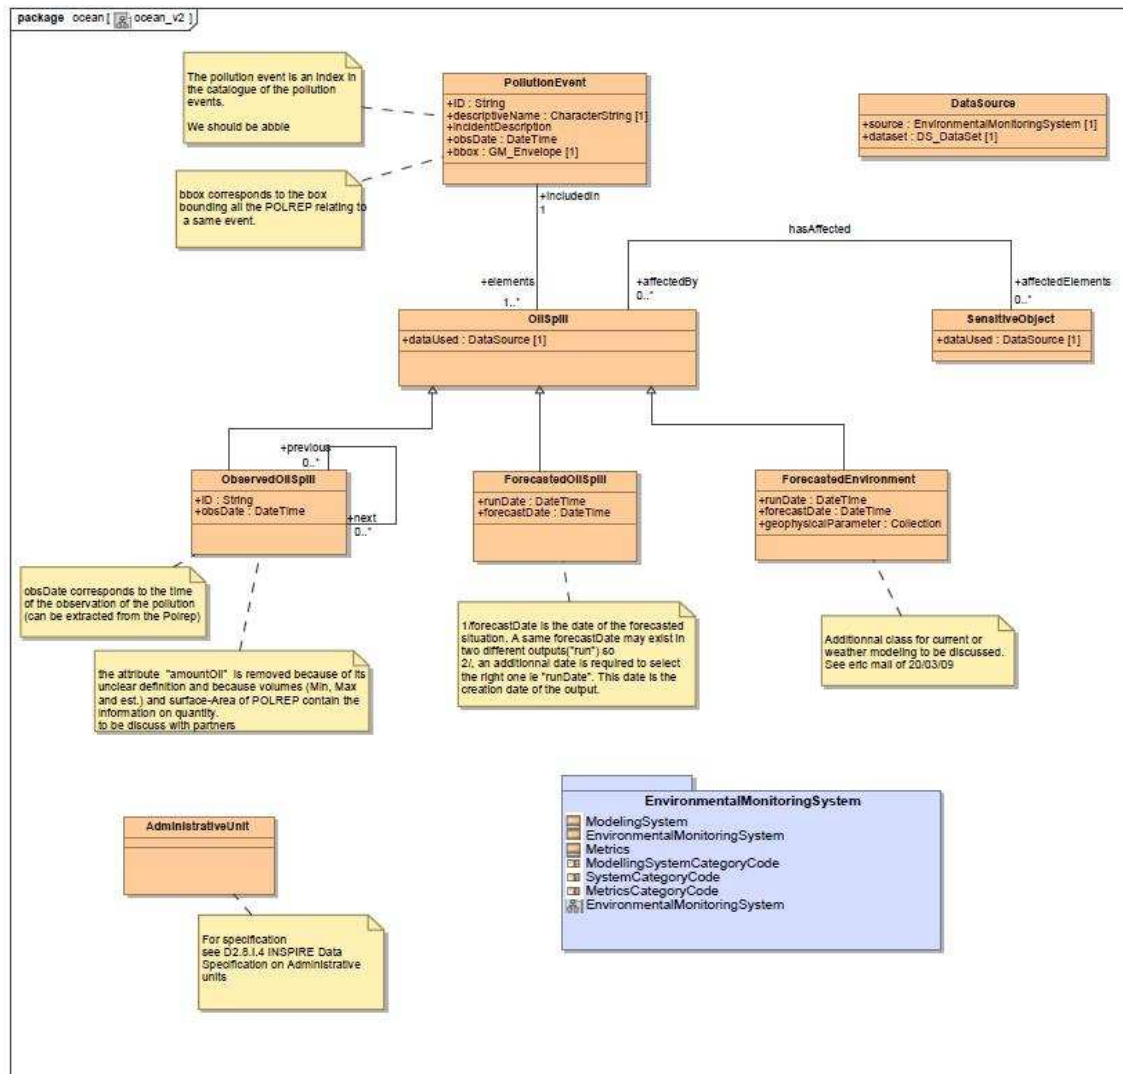 package ocean [ ocean_v2 ]
The pollution event is an index in
the catalogue of the pollution
events.
We should be abble
PollutionEvent
+ID : String
+descriptiveName : CharacterString [1]
+incidentDescription
+obsDate : DateTime
+bbox : GM_Envelope [1]
DataSource
+source : EnvironmentalMonitoringSystem [1]
+dataset : DS_DataSet [1]
bbox corresponds to the box
bounding all the POLREP relating to
a same event.
+includedIn
1
hasAffected
+elements
1..*
+affectedBy
0..*
+affectedElements
0..*
OilSpill
+dataUsed : DataSource [1]
SensitiveObject
+dataUsed : DataSource [1]
+previous
0..*
ObservedOilSpill
+ID : String
+obsDate : DateTime
+next
0..*
ForecastedOilSpill
+runDate : DateTime
+forecastDate : DateTime
ForecastedEnvironment
+runDate : DateTime
+forecastDate : DateTime
+geophysicalParameter : Collection
obsDate corresponds to the time
of the observation of the pollution
(can be extracted from the Polrep)
the attribute "amountOil" is removed because of its
unclear definition and because volumes (Min, Max
and est.) and surface-Area of POLREP contain the
information on quantity.
to be discuss with partners
1/forecastDate is the date of the forecasted
situation. A same forecastDate may exist in
two different outputs("run") so
2/, an additionnal date is required to select
the right one ie "runDate". This date is the
creation date of the output.
Additionnal class for current or
weather modeling to be discussed.
See eric mail of 20/03/09
AdministrativeUnit
For specification
see D2.8.I.4 INSPIRE Data
Specification on Administrative
units
EnvironmentalMonitoringSystem
ModelingSystem
EnvironmentalMonitoringSystem
Metrics
ModellingSystemCategoryCode
SystemCategoryCode
MetricsCategoryCode
EnvironmentalMonitoringSystem